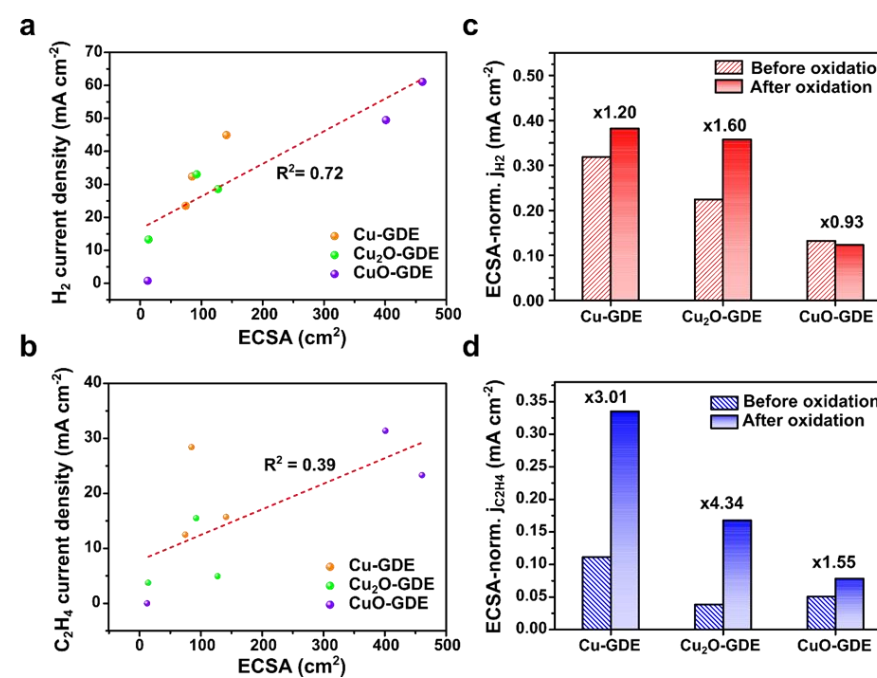 a
H₂ current density (mA cm⁻²)
70
60
50
40
30
20
10
0
R²= 0.72
Cu-GDE
Cu₂O-GDE
CuO-GDE
0 100 200 300 400 500
ECSA (cm²)
b
C₂H₄ current density (mA cm⁻²)
40
30
20
10
0
R² = 0.39
Cu-GDE
Cu₂O-GDE
CuO-GDE
0 100 200 300 400 500
ECSA (cm²)
c
ECSA-norm. jH2 (mA cm⁻²)
0.50
0.40
0.30
0.20
0.10
0.00
Before oxidation
After oxidation
x1.20
x1.60
x0.93
Cu-GDE Cu₂O-GDE CuO-GDE
d
ECSA-norm. jC2H4 (mA cm⁻²)
0.35
0.30
0.25
0.20
0.15
0.10
0.05
0.00
Before oxidation
After oxidation
x3.01
x4.34
x1.55
Cu-GDE Cu₂O-GDE CuO-GDE